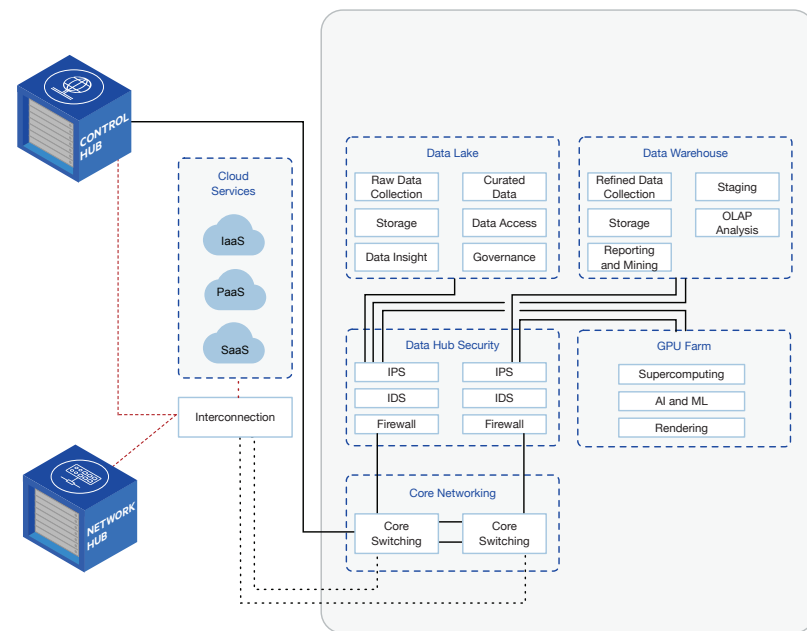 CONTROL
HUB
Cloud
Services
IaaS
PaaS
SaaS
Interconnection
NETWORK
HUB
Data Lake
Raw Data
Collection
Curated
Data
Storage
Data Access
Data Insight
Governance
Data Warehouse
Refined Data
Collection
Staging
Storage
OLAP
Analysis
Reporting
and Mining
Data Hub Security
IPS
IPS
IDS
IDS
Firewall
Firewall
GPU Farm
Supercomputing
AI and ML
Rendering
Core Networking
Core
Switching
Core
Switching